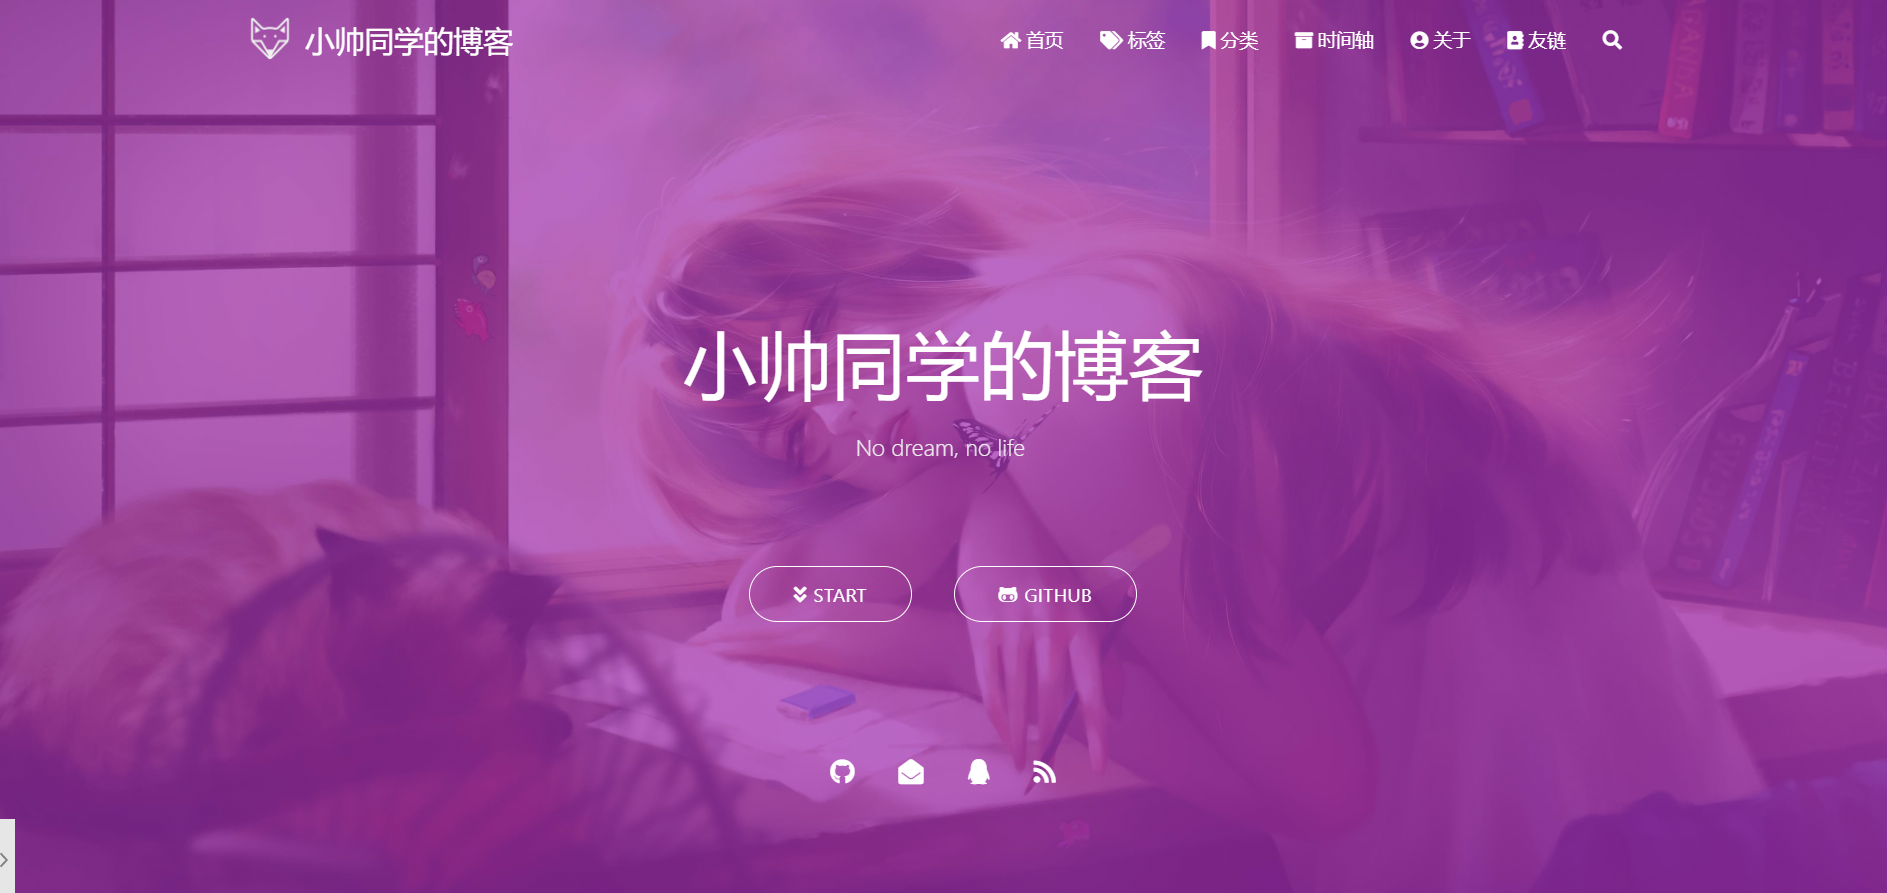 小帅同学的博客
首页 标签 分类 时间轴 关于 友链
小帅同学的博客
No dream, no life
START GITHUB